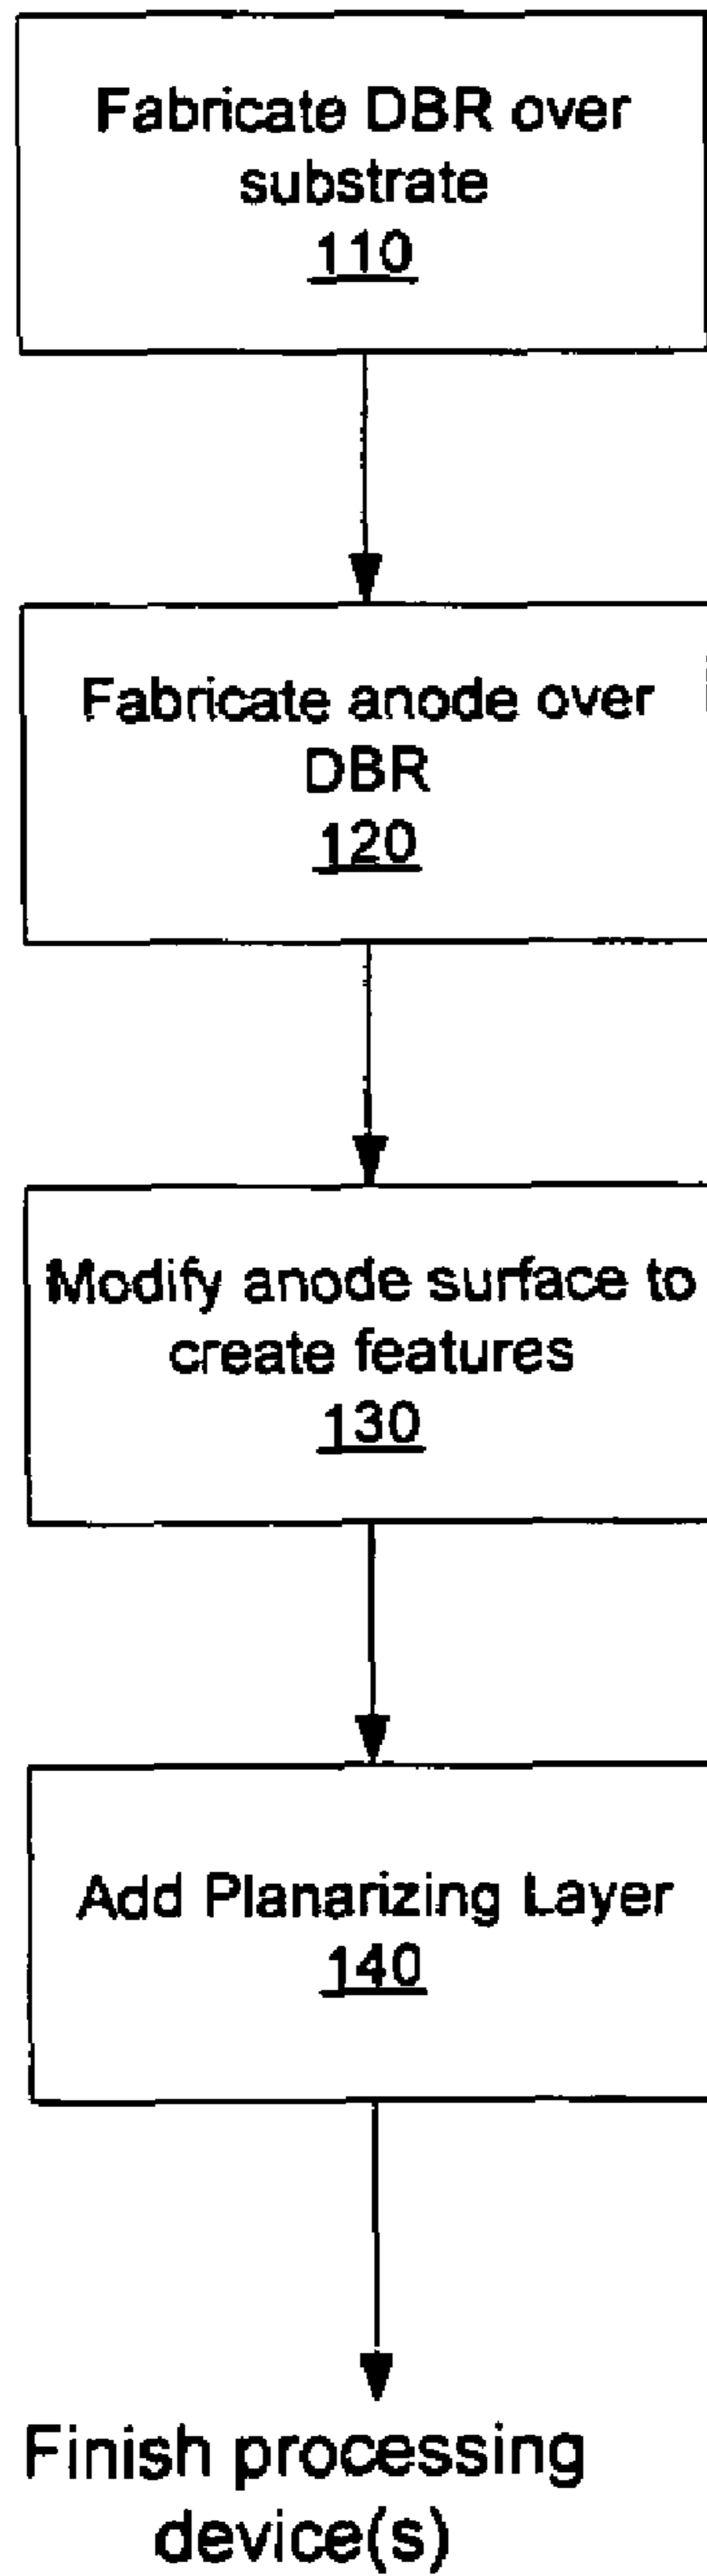 Fabricate DBR over
substrate
110
Fabricate anode over
DBR
120
Modify anode surface to
create features
130
Add Planarizing Layer
140
Finish processing
device(s)